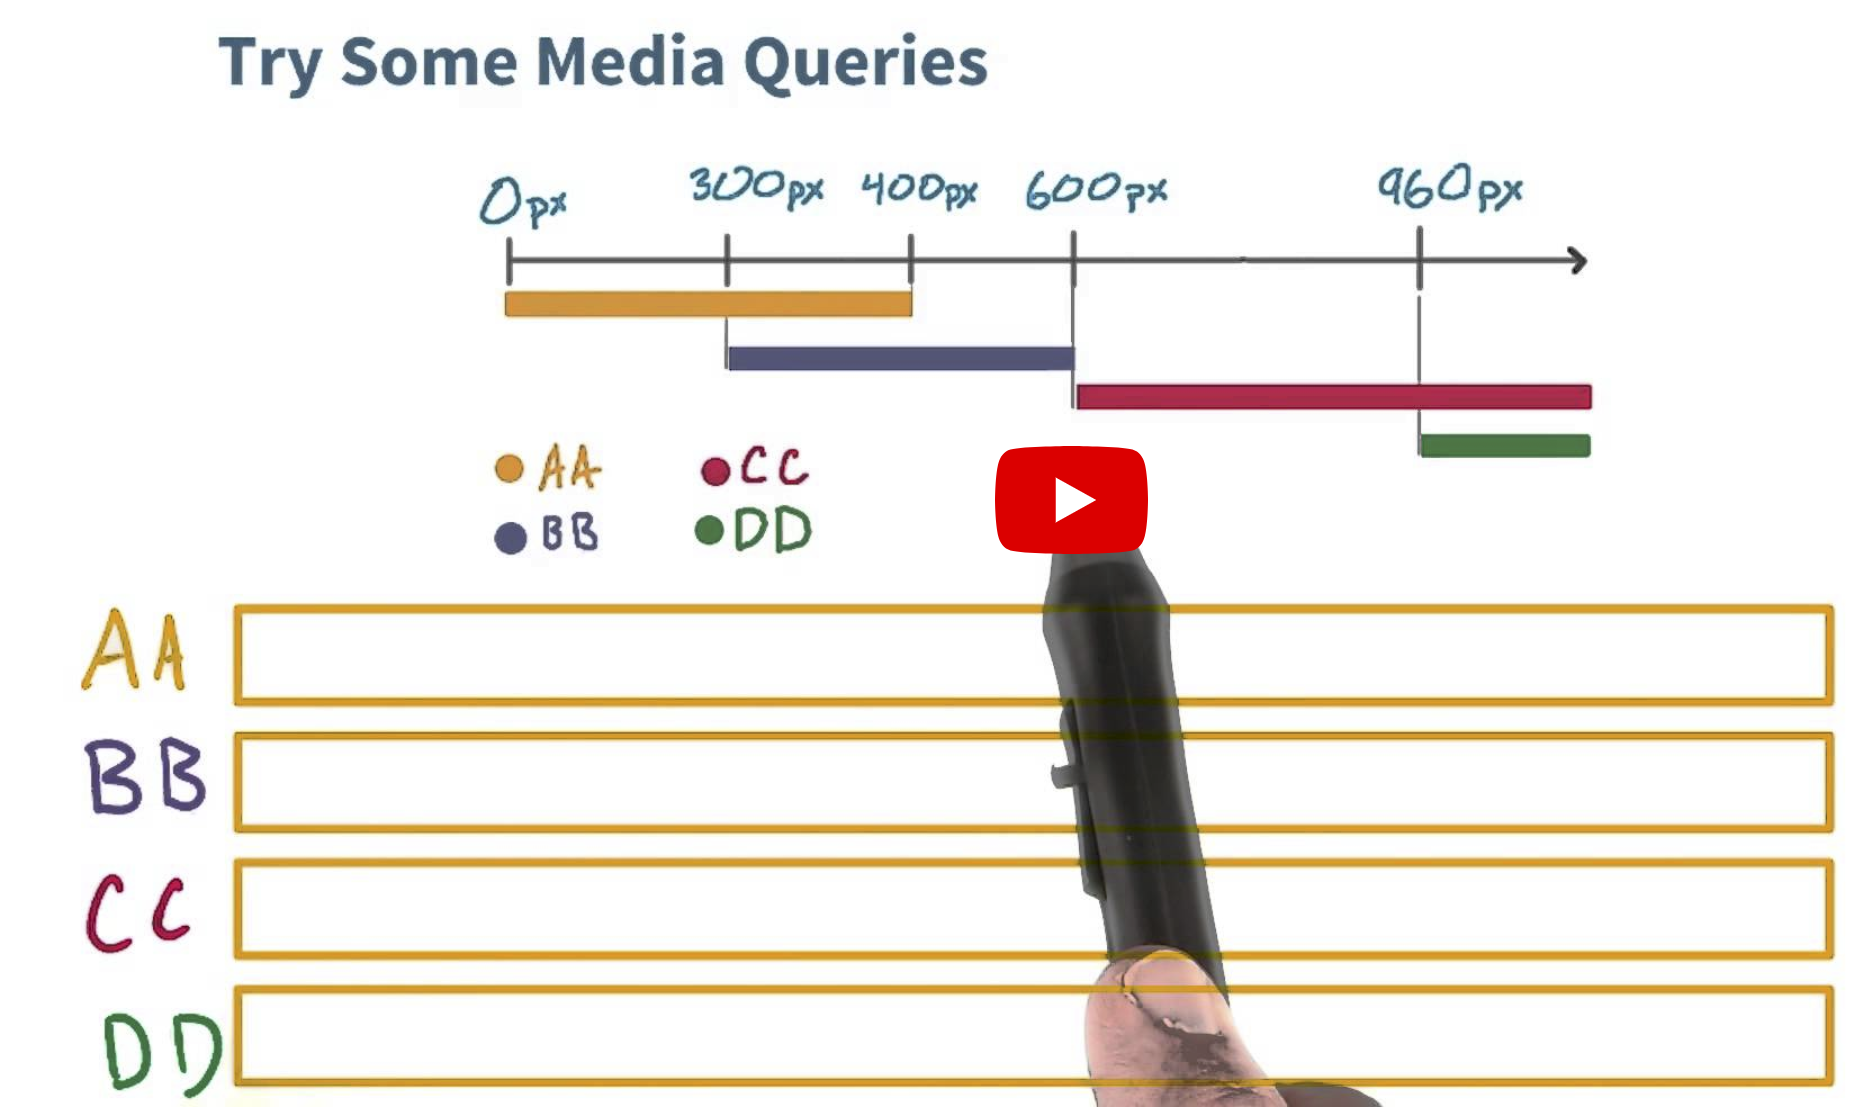 Try Some Media Queries
0px 300px 400px 600px 960px
AA CC
BB DD
AA
BB
CC
DD